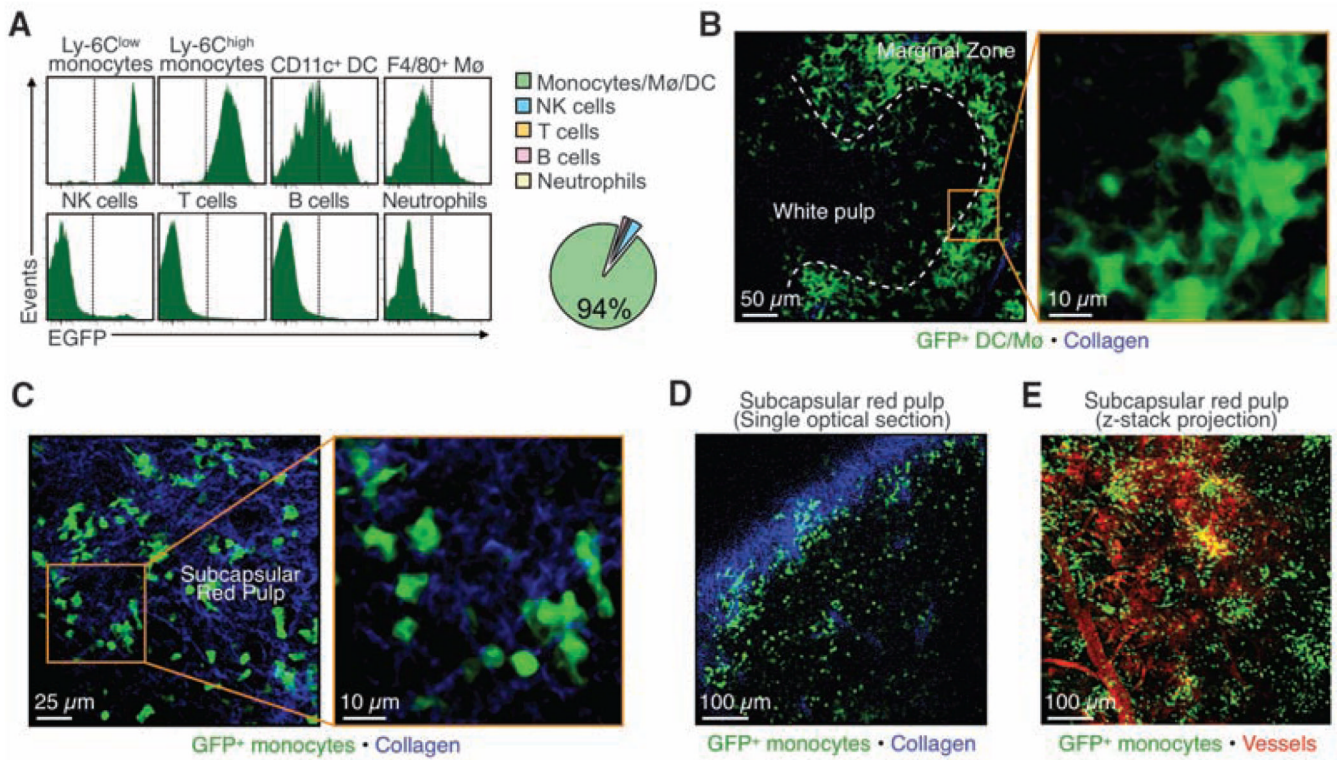 A
Ly-6Clow monocytes
Ly-6Chigh monocytes
CD11c+ DC
F4/80+ Mø
NK cells
T cells
B cells
Neutrophils
Events
EGFP
Monocytes/Mø/DC
NK cells
T cells
B cells
Neutrophils
94%
B
Marginal Zone
White pulp
50 µm
10 µm
GFP+ DC/Mø • Collagen
C
Subcapsular
Red Pulp
25 µm
10 µm
GFP+ monocytes • Collagen
D
Subcapsular red pulp
(Single optical section)
100 µm
GFP+ monocytes • Collagen
E
Subcapsular red pulp
(z-stack projection)
100 µm
GFP+ monocytes • Vessels